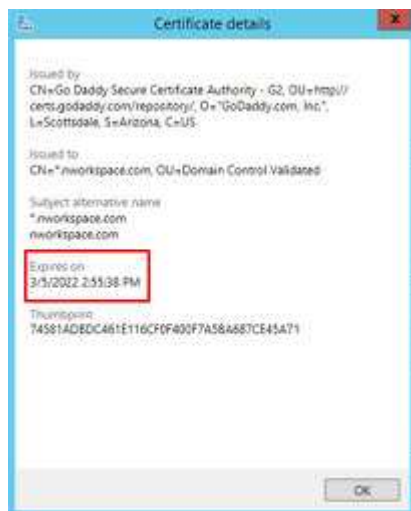 Certificate details
Issued by
CN=Go Daddy Secure Certificate Authority - G2, OU=http://
certs.godaddy.com/repository/, O="GoDaddy.com, Inc.",
L=Scottsdale, S=Arizona, C=US
Issued to
CN=*.nworkspace.com, OU=Domain Control Validated
Subject alternative name
*.nworkspace.com
nworkspace.com
Expires on
3/5/2022 2:55:38 PM
Thumbprint
74581ADBDC461E116CF0F400F7A58A687CE45A71
OK